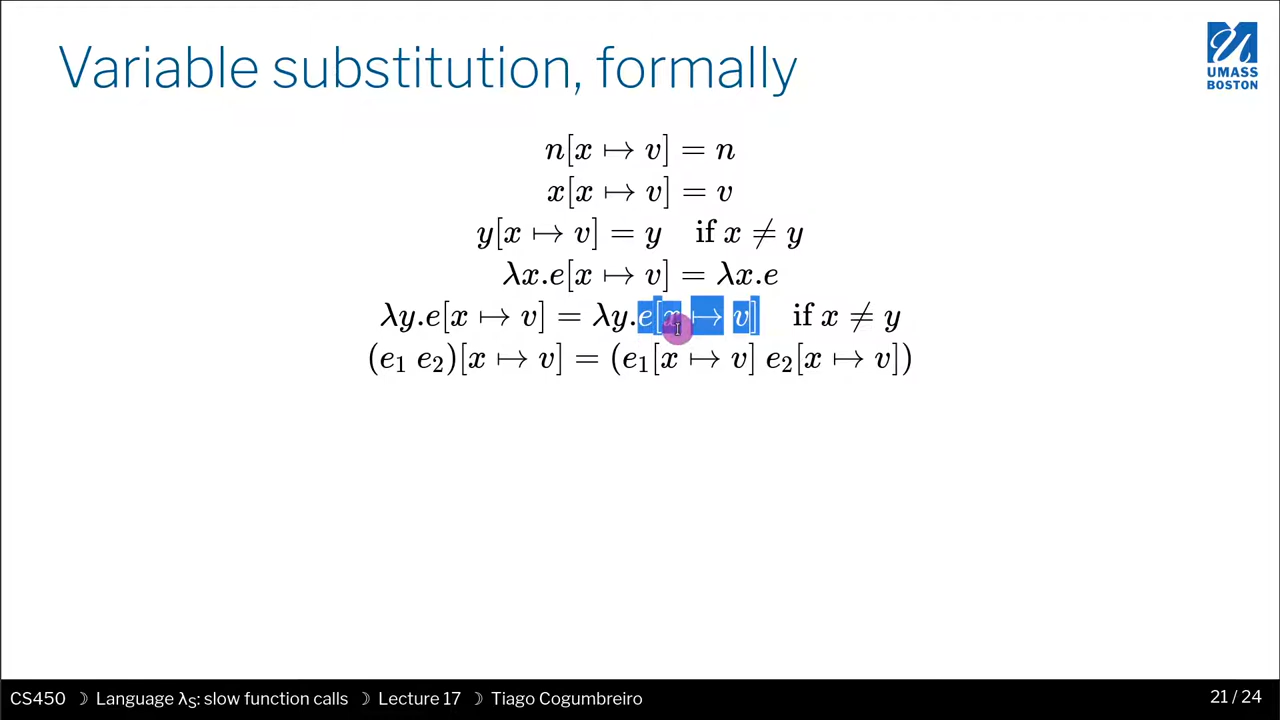 Variable substitution, formally
UMASS
BOSTON
n[x ↦ v] = n
x[x ↦ v] = v
y[x ↦ v] = y if x ≠ y
λx.e[x ↦ v] = λx.e
λy.e[x ↦ v] = λy.e[x ↦ v] if x ≠ y
(e₁ e₂)[x ↦ v] = (e₁[x ↦ v] e₂[x ↦ v])
CS450 ☽ Language λS: slow function calls ☽ Lecture 17 ☽ Tiago Cogumbreiro 21 / 24